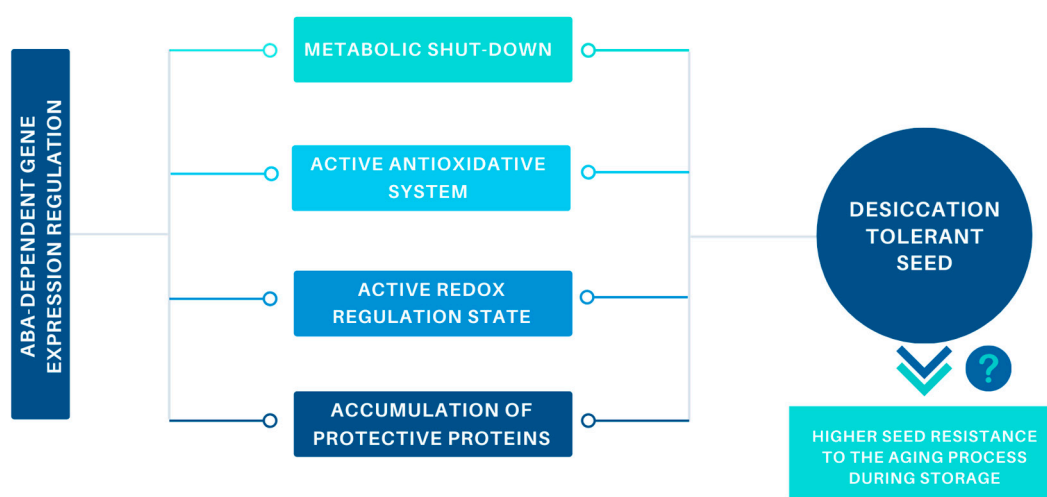 ABA-DEPENDENT GENE
EXPRESSION REGULATION
METABOLIC SHUT-DOWN
ACTIVE ANTIOXIDATIVE
SYSTEM
ACTIVE REDOX
REGULATION STATE
ACCUMULATION OF
PROTECTIVE PROTEINS
DESICCATION
TOLERANT
SEED
?
HIGHER SEED RESISTANCE
TO THE AGING PROCESS
DURING STORAGE